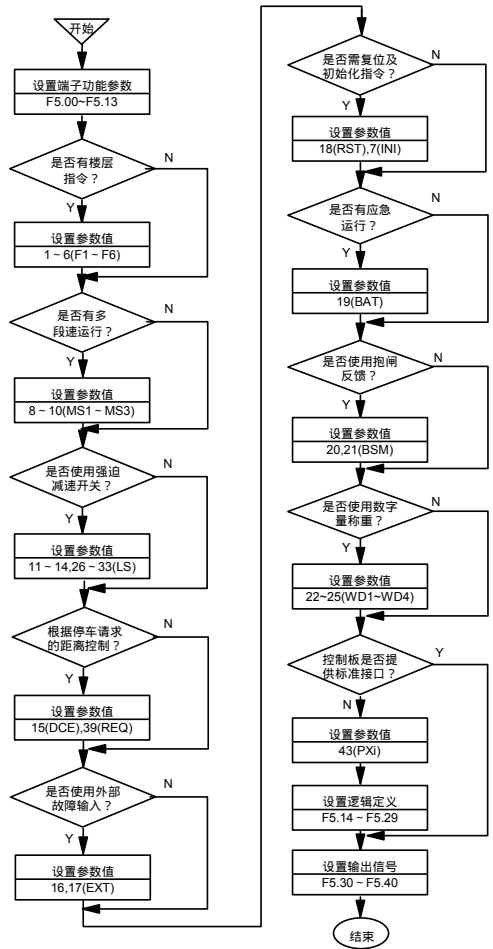 开始
设置端子功能参数
F5.00~F5.13
是否有楼层
指令？
N
Y
设置参数值
1～6(F1～F6)
是否有多
段速运行？
N
Y
设置参数值
8～10(MS1～MS3)
是否使用强迫
减速开关？
N
Y
设置参数值
11～14,26～33(LS)
根据停车请求
的距离控制？
N
Y
设置参数值
15(DCE),39(REQ)
是否使用外部
故障输入？
N
Y
设置参数值
16,17(EXT)
是否需复位及
初始化指令？
N
Y
设置参数值
18(RST),7(INI)
是否有应急
运行？
N
Y
设置参数值
19(BAT)
是否使用抱闸
反馈？
N
Y
设置参数值
20,21(BSM)
是否使用数字
量称重？
N
Y
设置参数值
22~25(WD1~WD4)
控制板是否提
供标准接口？
Y
N
设置参数值
43(PXi)
设置逻辑定义
F5.14～F5.29
设置输出信号
F5.30～F5.40
结束